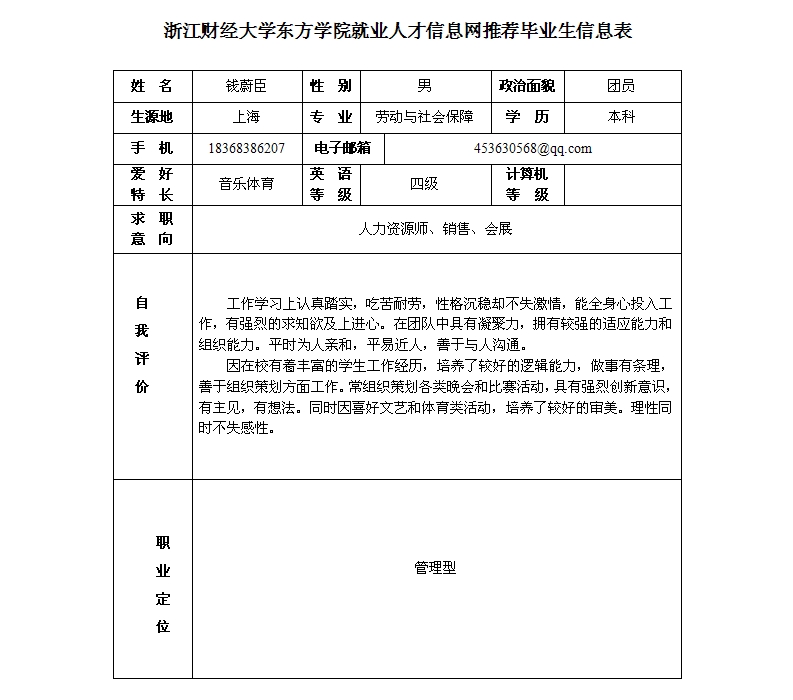 浙江财经大学东方学院就业人才信息网推荐毕业生信息表
姓 名 钱蔚臣 性 别 男 政治面貌 团员
生源地 上海 专 业 劳动与社会保障 学 历 本科
手 机 18368386207 电子邮箱 453630568@qq.com
爱 好
特 长
音乐体育
英 语
等 级
四级
计算机
等 级
求 职
意 向
人力资源师、销售、会展
自
我
评
价
工作学习上认真踏实，吃苦耐劳，性格沉稳却不失激情，能全身心投入工
作，有强烈的求知欲及上进心。在团队中具有凝聚力，拥有较强的适应能力和
组织能力。平时为人亲和，平易近人，善于与人沟通。
因在校有着丰富的学生工作经历，培养了较好的逻辑能力，做事有条理，
善于组织策划方面工作。常组织策划各类晚会和比赛活动，具有强烈创新意识，
有主见，有想法。同时因喜好文艺和体育类活动，培养了较好的审美。理性同
时不失感性。
职
业
定
位
管理型